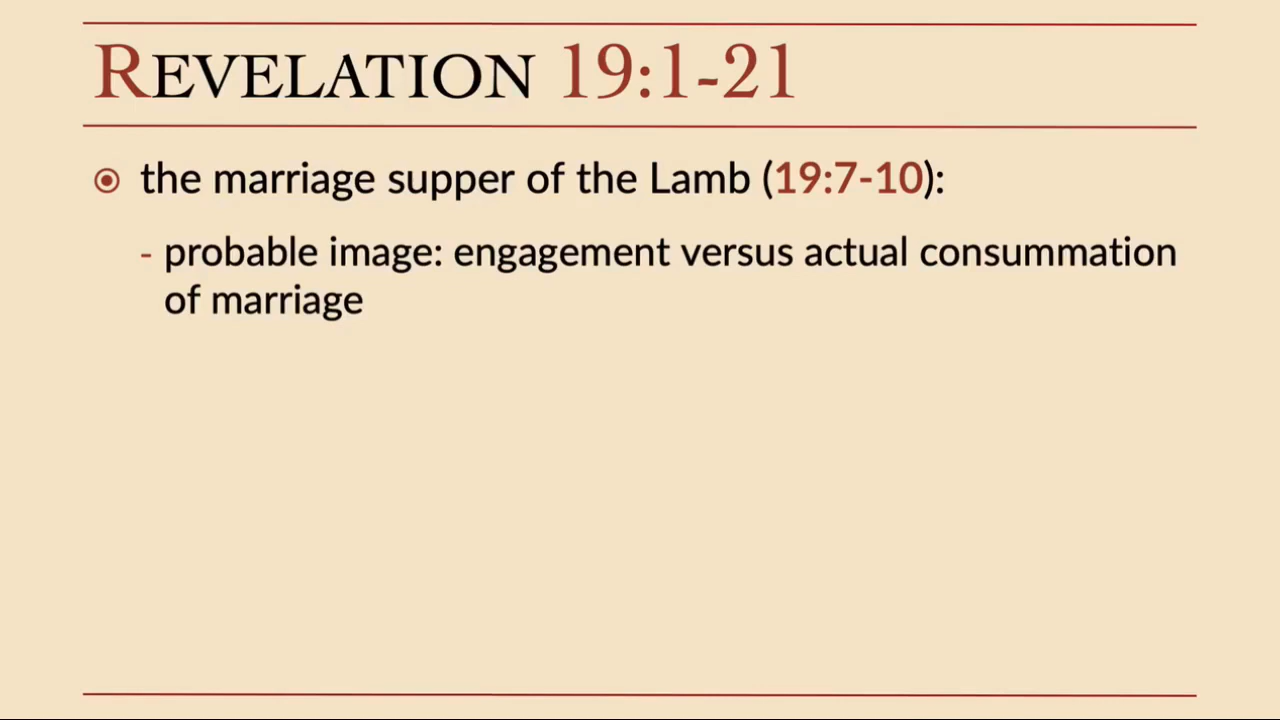 Revelation 19:1-21
the marriage supper of the Lamb (19:7-10):
- probable image: engagement versus actual consummation
of marriage